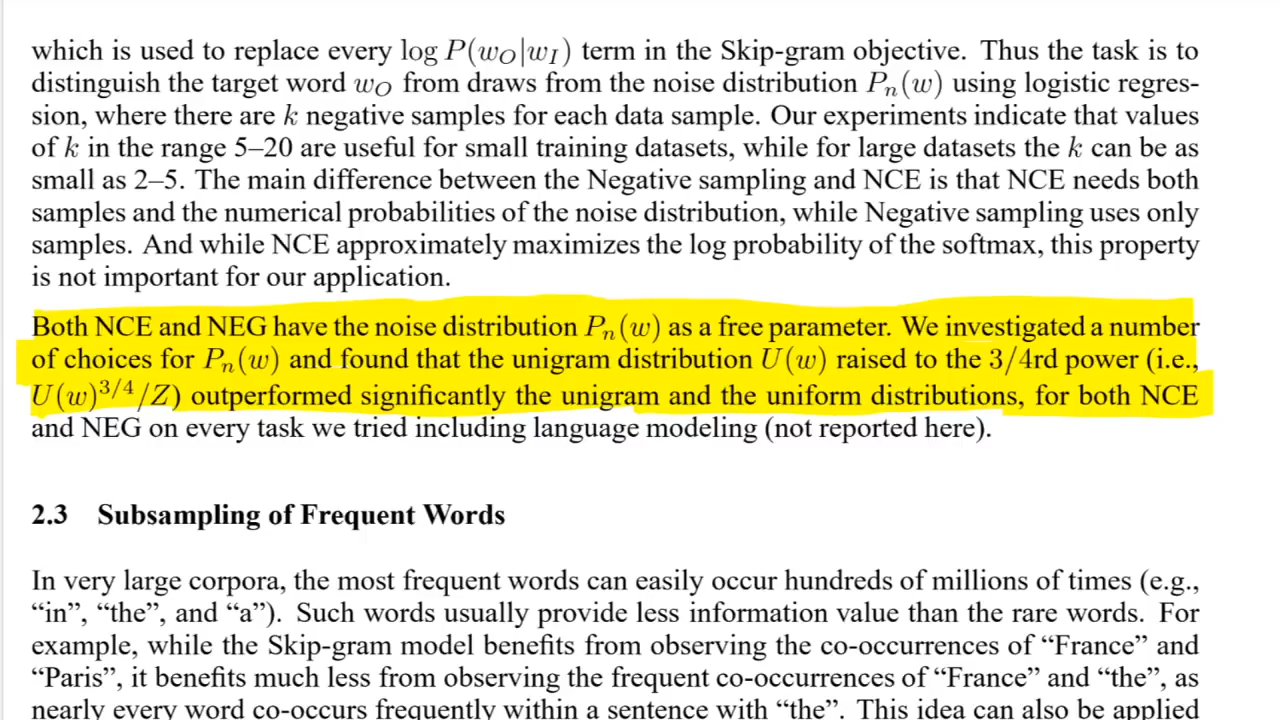 which is used to replace every log P(w_O|w_I) term in the Skip-gram objective. Thus the task is to
distinguish the target word w_O from draws from the noise distribution P_n(w) using logistic regres-
sion, where there are k negative samples for each data sample. Our experiments indicate that values
of k in the range 5–20 are useful for small training datasets, while for large datasets the k can be as
small as 2–5. The main difference between the Negative sampling and NCE is that NCE needs both
samples and the numerical probabilities of the noise distribution, while Negative sampling uses only
samples. And while NCE approximately maximizes the log probability of the softmax, this property
is not important for our application.
Both NCE and NEG have the noise distribution P_n(w) as a free parameter. We investigated a number
of choices for P_n(w) and found that the unigram distribution U(w) raised to the 3/4rd power (i.e.,
U(w)^{3/4}/Z) outperformed significantly the unigram and the uniform distributions, for both NCE
and NEG on every task we tried including language modeling (not reported here).
2.3 Subsampling of Frequent Words
In very large corpora, the most frequent words can easily occur hundreds of millions of times (e.g.,
“in”, “the”, and “a”). Such words usually provide less information value than the rare words. For
example, while the Skip-gram model benefits from observing the co-occurrences of “France” and
“Paris”, it benefits much less from observing the frequent co-occurrences of “France” and “the”, as
nearly every word co-occurs frequently within a sentence with “the”. This idea can also be applied